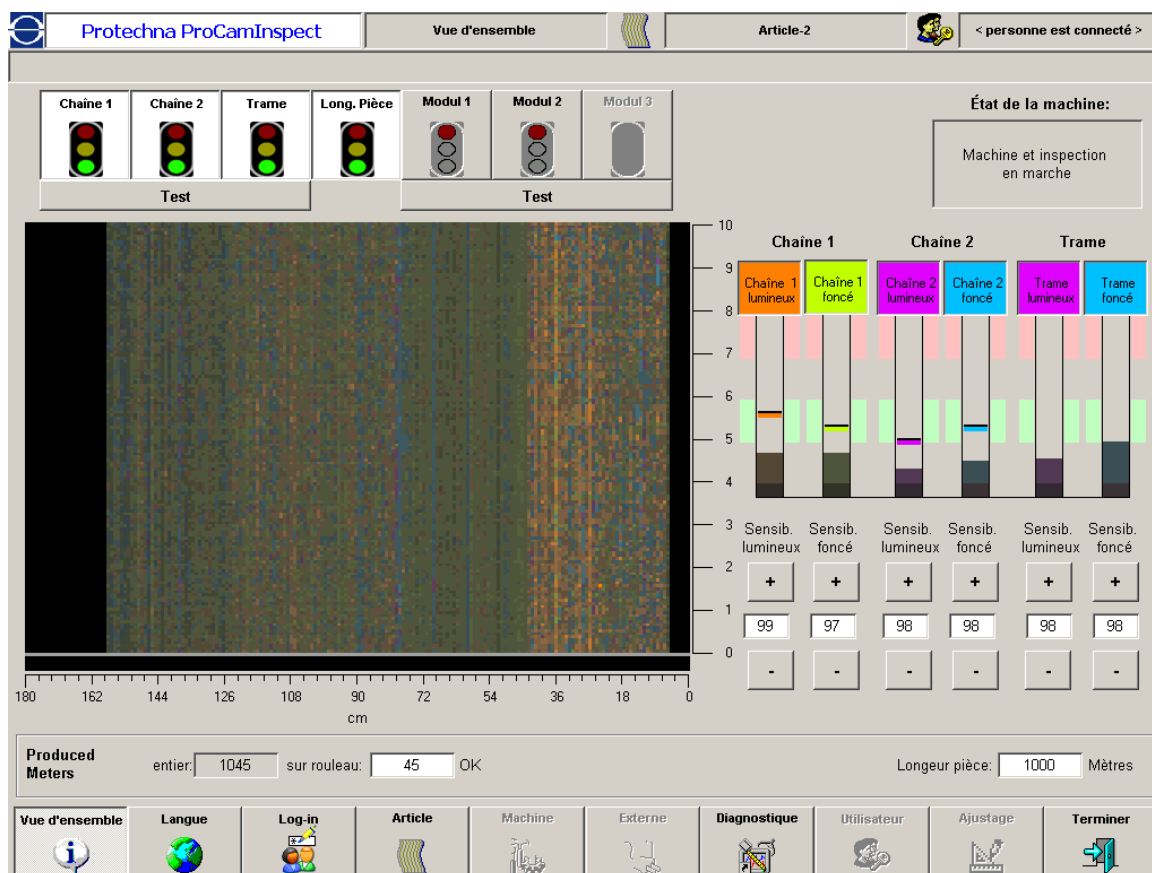 Protechna ProCamInspect
Vue d'ensemble
Article-2
< personne est connecté >
Chaîne 1
Chaîne 2
Trame
Long. Pièce
Modul 1
Modul 2
Modul 3
Test
Test
État de la machine:
Machine et inspection
en marche
10
9
8
7
6
5
4
3
2
1
0
180 162 144 126 108 90 72 54 36 18 0
cm
Chaîne 1
Chaîne 2
Trame
Chaîne 1
lumineux
Chaîne 1
foncé
Chaîne 2
lumineux
Chaîne 2
foncé
Trame
lumineux
Trame
foncé
Sensib.
lumineux
Sensib.
foncé
Sensib.
lumineux
Sensib.
foncé
Sensib.
lumineux
Sensib.
foncé
+ + + + + +
99 97 98 98 98 98
- - - - - -
Produced
Meters
entier: 1045 sur rouleau: 45 OK
Longeur pièce: 1000 Mètres
Vue d'ensemble
Langue
Log-in
Article
Machine
Externe
Diagnostique
Utilisateur
Ajustage
Terminer